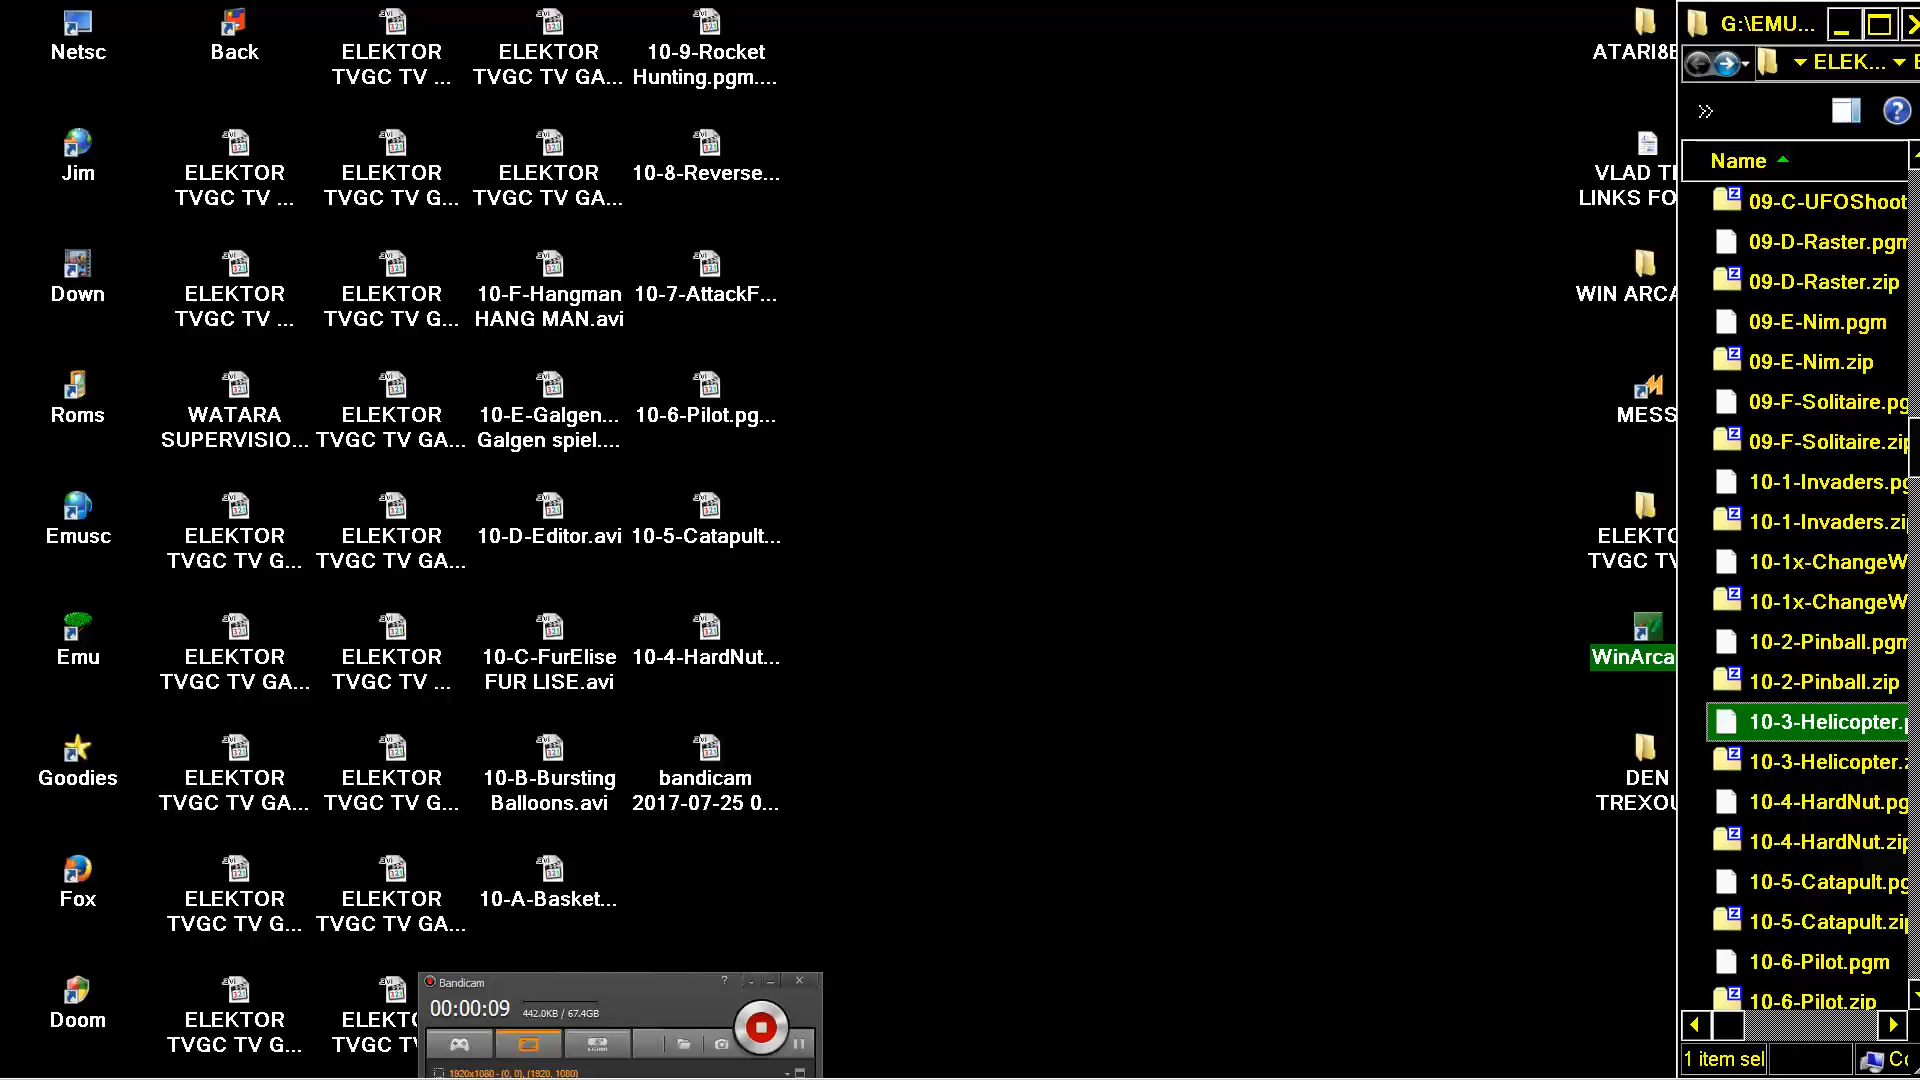 Netsc
Back
ELEKTOR
TVGC TV ...
ELEKTOR
TVGC TV GA...
10-9-Rocket
Hunting.pgm....
Jim
ELEKTOR
TVGC TV ...
ELEKTOR
TVGC TV G...
ELEKTOR
TVGC TV GA...
10-8-Reverse...
Down
ELEKTOR
TVGC TV ...
ELEKTOR
TVGC TV G...
10-F-Hangman
HANG MAN.avi
10-7-AttackF...
Roms
WATARA
SUPERVISIO...
ELEKTOR
TVGC TV GA...
10-E-Galgen...
Galgen spiel....
10-6-Pilot.pg...
Emusc
ELEKTOR
TVGC TV G...
ELEKTOR
TVGC TV GA...
10-D-Editor.avi
10-5-Catapult...
Emu
ELEKTOR
TVGC TV GA...
ELEKTOR
TVGC TV ...
10-C-FurElise
FUR LISE.avi
10-4-HardNut...
Goodies
ELEKTOR
TVGC TV GA...
ELEKTOR
TVGC TV G...
10-B-Bursting
Balloons.avi
bandicam
2017-07-25 0...
Fox
ELEKTOR
TVGC TV G...
ELEKTOR
TVGC TV GA...
10-A-Basket...
Doom
ELEKTOR
TVGC TV G...
ELEKT
TVGC T
Bandicam
00:00:09
442.0KB / 67.4GB
1920x1080 - (0, 0), (1920, 1080)
ATARI8
VLAD T
LINKS FO
WIN ARCA
MESS
ELEKTO
TVGC TV
WinArca
DEN
TREXOU
G:\EMU...
ELEK...
Name
09-C-UFOShoot
09-D-Raster.pgm
09-D-Raster.zip
09-E-Nim.pgm
09-E-Nim.zip
09-F-Solitaire.pg
09-F-Solitaire.zip
10-1-Invaders.pg
10-1-Invaders.zi
10-1x-ChangeW
10-1x-ChangeW
10-2-Pinball.pgm
10-2-Pinball.zip
10-3-Helicopter.p
10-3-Helicopter.z
10-4-HardNut.pg
10-4-HardNut.zip
10-5-Catapult.pg
10-5-Catapult.zip
10-6-Pilot.pgm
10-6-Pilot.zip
1 item sel
Co